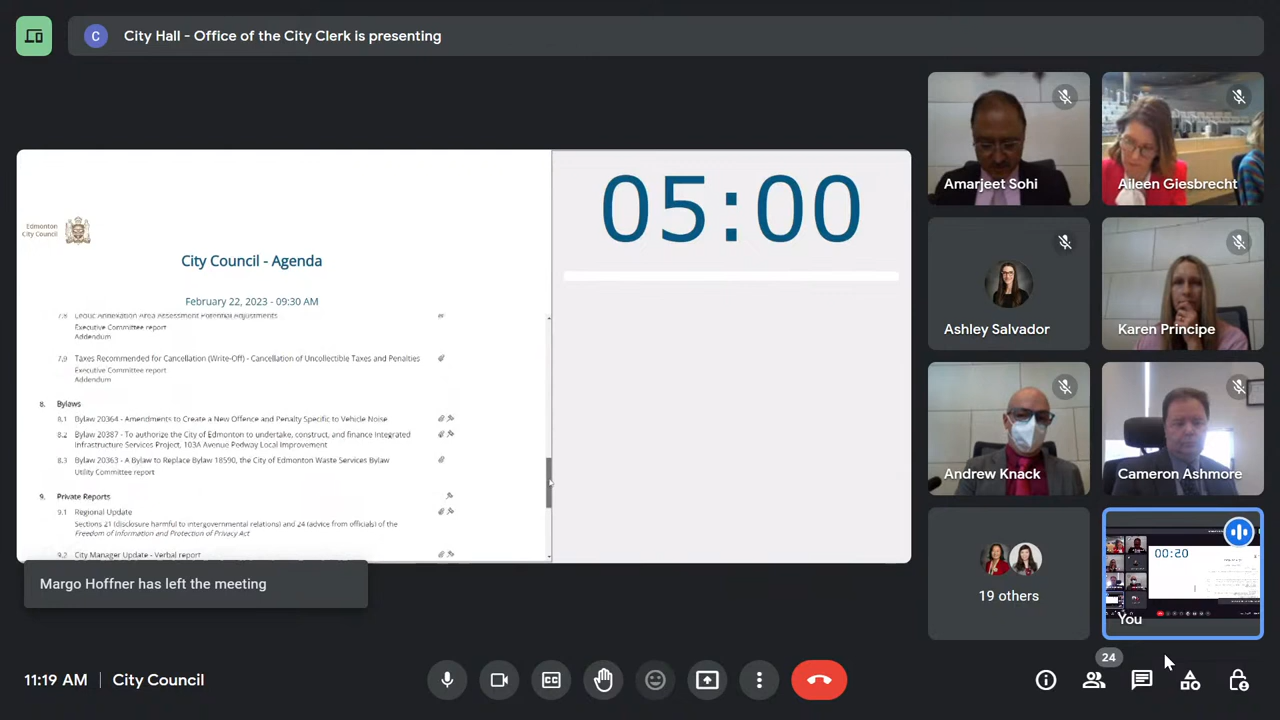 C City Hall - Office of the City Clerk is presenting
Edmonton
City Council
City Council - Agenda
February 22, 2023 - 09:30 AM
7.8 Leduc Annexation Area Assessment Potential Adjustments
Executive Committee report
Addendum
7.9 Taxes Recommended for Cancellation (Write-Off) - Cancellation of Uncollectible Taxes and Penalties
Executive Committee report
Addendum
8. Bylaws
8.1 Bylaw 20364 - Amendments to Create a New Offence and Penalty Specific to Vehicle Noise
8.2 Bylaw 20387 - To authorize the City of Edmonton to undertake, construct, and finance Integrated
Infrastructure Services Project, 103A Avenue Pedway Local Improvement
8.3 Bylaw 20363 - A Bylaw to Replace Bylaw 18590, the City of Edmonton Waste Services Bylaw
Utility Committee report
9. Private Reports
9.1 Regional Update
Sections 21 (disclosure harmful to intergovernmental relations) and 24 (advice from officials) of the
Freedom of Information and Protection of Privacy Act
9.2 City Manager Update - Verbal report
05:00
Amarjeet Sohi
Aileen Giesbrecht
Ashley Salvador
Karen Principe
Andrew Knack
Cameron Ashmore
19 others
00:20
You
Margo Hoffner has left the meeting
11:19 AM | City Council
24